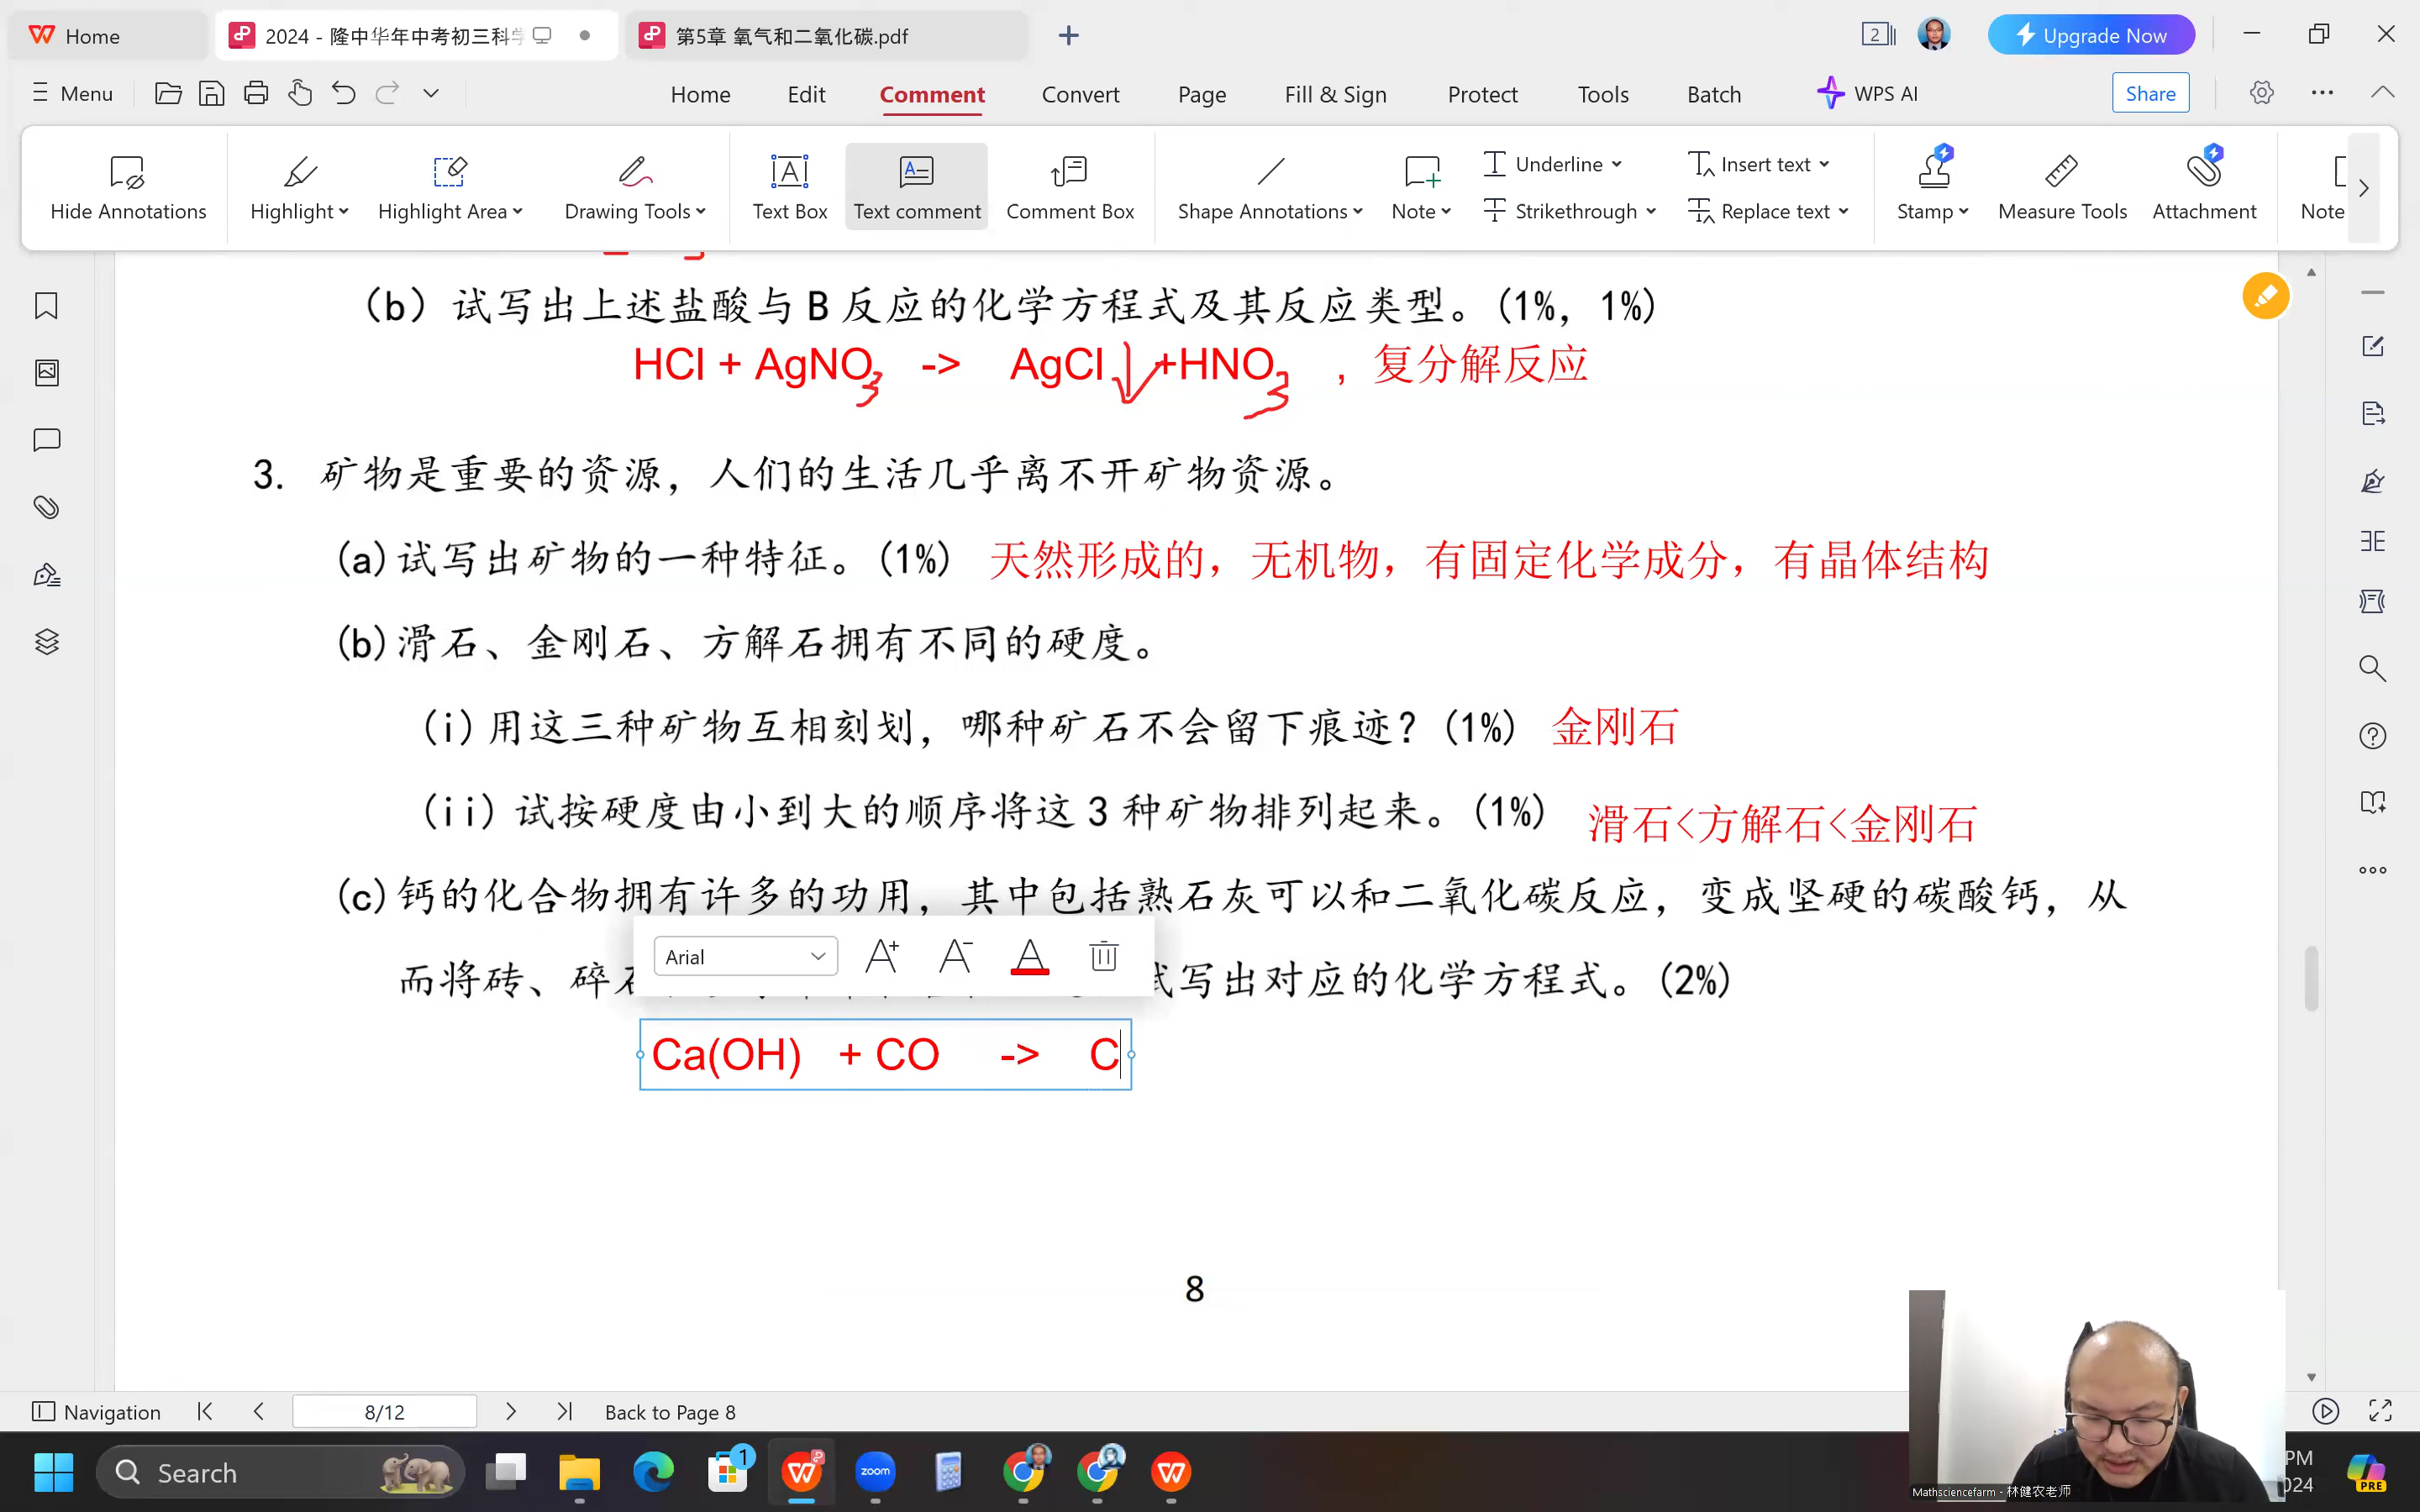 Home
2024 - 隆中华年中考初三科学
第5章 氧气和二氧化碳.pdf
2
Upgrade Now
Menu
Home
Edit
Comment
Convert
Page
Fill & Sign
Protect
Tools
Batch
WPS AI
Share
Hide Annotations
Highlight
Highlight Area
Drawing Tools
Text Box
Text comment
Comment Box
Shape Annotations
Note
Underline
Strikethrough
Insert text
Replace text
Stamp
Measure Tools
Attachment
Note
(b) 试写出上述盐酸与 B 反应的化学方程式及其反应类型。(1%, 1%)
HCl + AgNO3 -> AgCl↓ +HNO3 ，复分解反应
3. 矿物是重要的资源，人们的生活几乎离不开矿物资源。
(a) 试写出矿物的一种特征。(1%) 天然形成的，无机物，有固定化学成分，有晶体结构
(b) 滑石、金刚石、方解石拥有不同的硬度。
(i) 用这三种矿物互相刻划，哪种矿石不会留下痕迹？(1%) 金刚石
(ii) 试按硬度由小到大的顺序将这 3 种矿物排列起来。(1%) 滑石<方解石<金刚石
(c) 钙的化合物拥有许多的功用，其中包括熟石灰可以和二氧化碳反应，变成坚硬的碳酸钙，从
Arial
而将砖、碎 试写出对应的化学方程式。(2%)
Ca(OH) + CO -> C
8
Navigation
8/12
Back to Page 8
Search
1
zoom
PM
024
PRE
Mathsciencefarm - 林健农老师